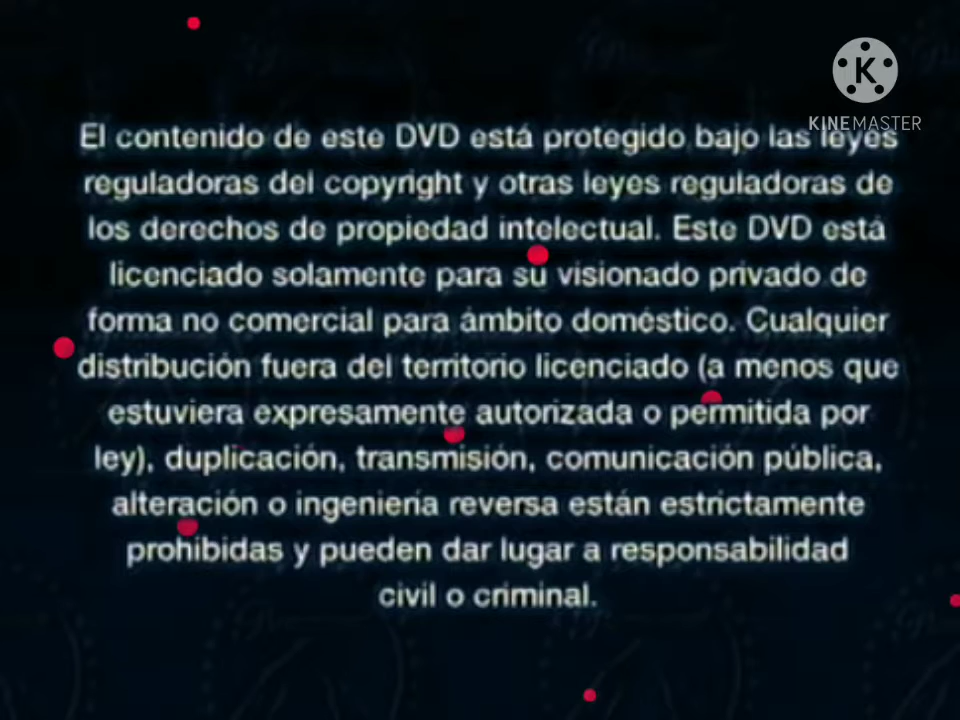 K
KINEMASTER
El contenido de este DVD está protegido bajo las leyes
reguladoras del copyright y otras leyes reguladoras de
los derechos de propiedad intelectual. Este DVD está
licenciado solamente para su visionado privado de
forma no comercial para ámbito doméstico. Cualquier
distribución fuera del territorio licenciado (a menos que
estuviera expresamente autorizada o permitida por
ley), duplicación, transmisión, comunicación pública,
alteración o ingeniería reversa están estrictamente
prohibidas y pueden dar lugar a responsabilidad
civil o criminal.